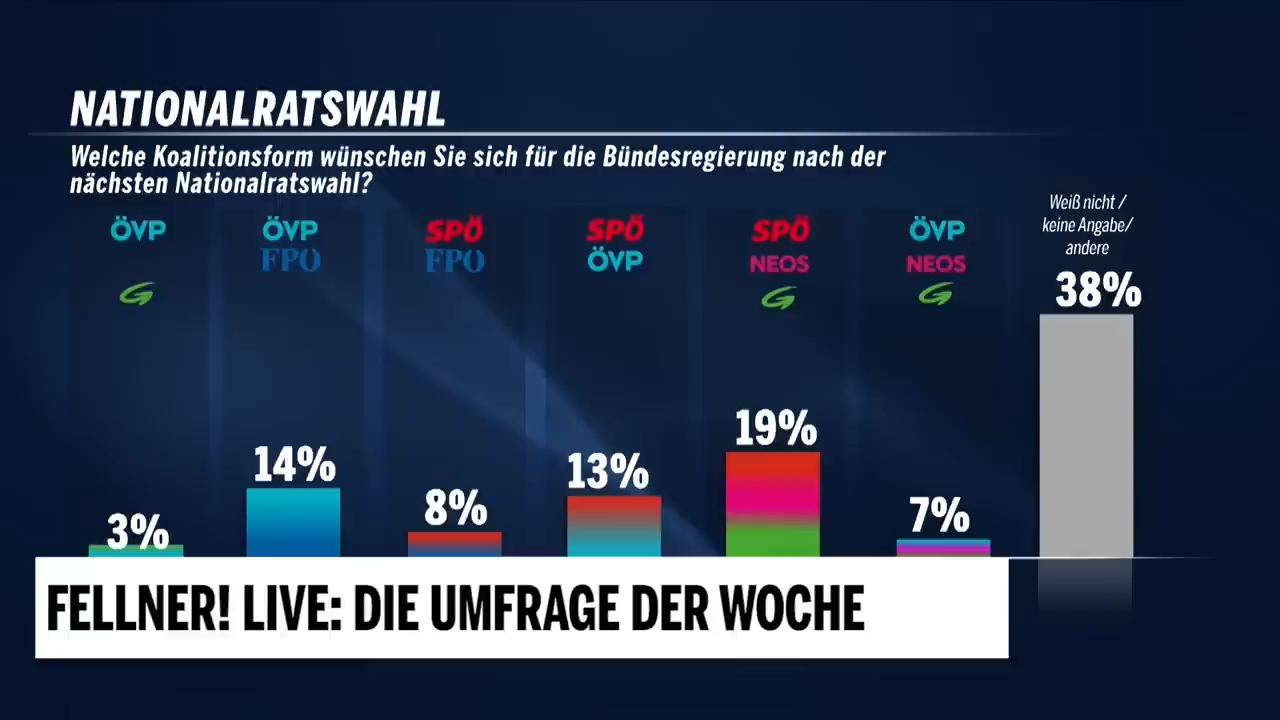 NATIONALRATSWAHL
Welche Koalitionsform wünschen Sie sich für die Bündesregierung nach der
nächsten Nationalratswahl?
ÖVP
ÖVP
FPÖ
SPÖ
FPÖ
SPÖ
ÖVP
SPÖ
NEOS
ÖVP
NEOS
Weiß nicht /
keine Angabe/
andere
3%
14%
8%
13%
19%
7%
38%
FELLNER! LIVE: DIE UMFRAGE DER WOCHE